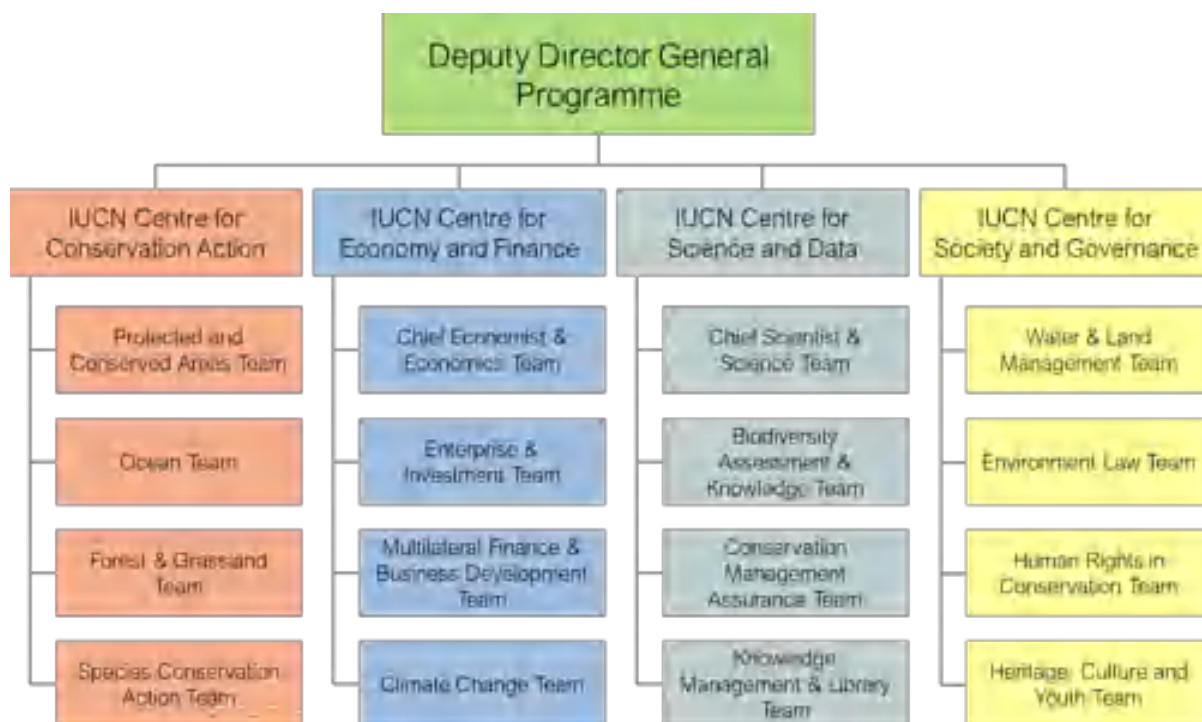 Deputy Director General
Programme
IUCN Centre for
Conservation Action
IUCN Centre for
Economy and Finance
IUCN Centre for
Science and Data
IUCN Centre for
Society and Governance
Protected and
Conserved Areas Team
Chief Economist &
Economics Team
Chief Scientist &
Science Team
Water & Land
Management Team
Ocean Team
Enterprise &
Investment Team
Biodiversity
Assessment &
Knowledge Team
Environment Law Team
Forest & Grassland
Team
Multilateral Finance &
Business Development
Team
Conservation
Management
Assurance Team
Human Rights in
Conservation Team
Species Conservation
Action Team
Climate Change Team
Knowledge
Management & Library
Team
Heritage, Culture and
Youth Team